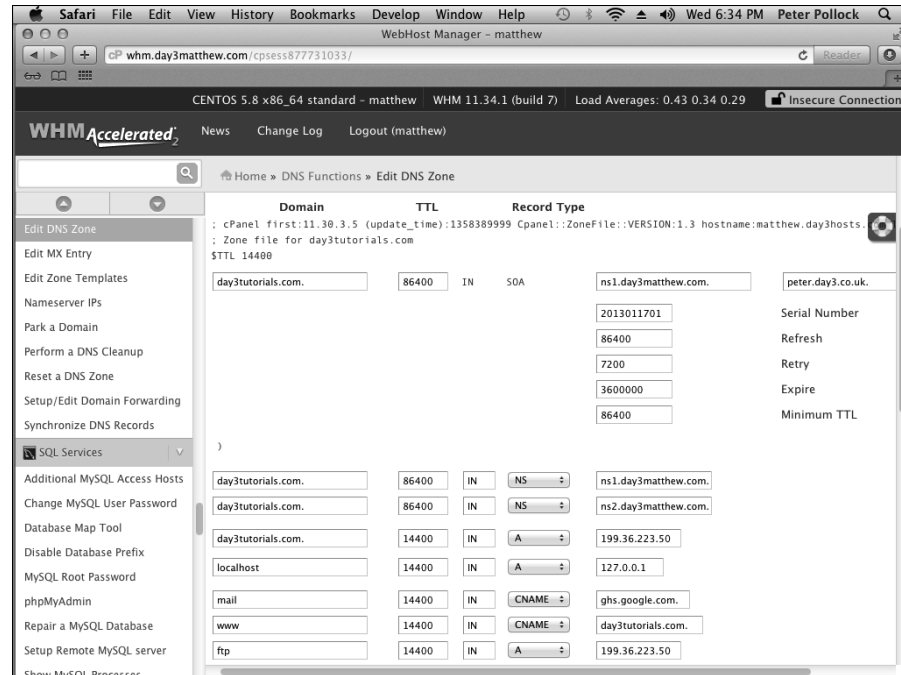 Safari File Edit View History Bookmarks Develop Window Help Wed 6:34 PM Peter Pollock
WebHost Manager – matthew
cP whm.day3matthew.com/cpsess877731033/ Reader
CENTOS 5.8 x86_64 standard – matthew WHM 11.34.1 (build 7) Load Averages: 0.43 0.34 0.29 Insecure Connection
WHM Accelerated2 News Change Log Logout (matthew)
Home » DNS Functions » Edit DNS Zone
Domain TTL Record Type
Edit DNS Zone
Edit MX Entry
Edit Zone Templates
Nameserver IPs
Park a Domain
Perform a DNS Cleanup
Reset a DNS Zone
Setup/Edit Domain Forwarding
Synchronize DNS Records
SQL Services
Additional MySQL Access Hosts
Change MySQL User Password
Database Map Tool
Disable Database Prefix
MySQL Root Password
phpMyAdmin
Repair a MySQL Database
Setup Remote MySQL server
Show MySQL Processes
; cPanel first:11.30.3.5 (update_time):1358389999 Cpanel::ZoneFile::VERSION:1.3 hostname:matthew.day3hosts.
; Zone file for day3tutorials.com
$TTL 14400
day3tutorials.com. 86400 IN SOA ns1.day3matthew.com. peter.day3.co.uk.
2013011701 Serial Number
86400 Refresh
7200 Retry
3600000 Expire
86400 Minimum TTL
)
day3tutorials.com. 86400 IN NS ns1.day3matthew.com.
day3tutorials.com. 86400 IN NS ns2.day3matthew.com.
day3tutorials.com. 14400 IN A 199.36.223.50
localhost 14400 IN A 127.0.0.1
mail 14400 IN CNAME ghs.google.com.
www 14400 IN CNAME day3tutorials.com.
ftp 14400 IN A 199.36.223.50